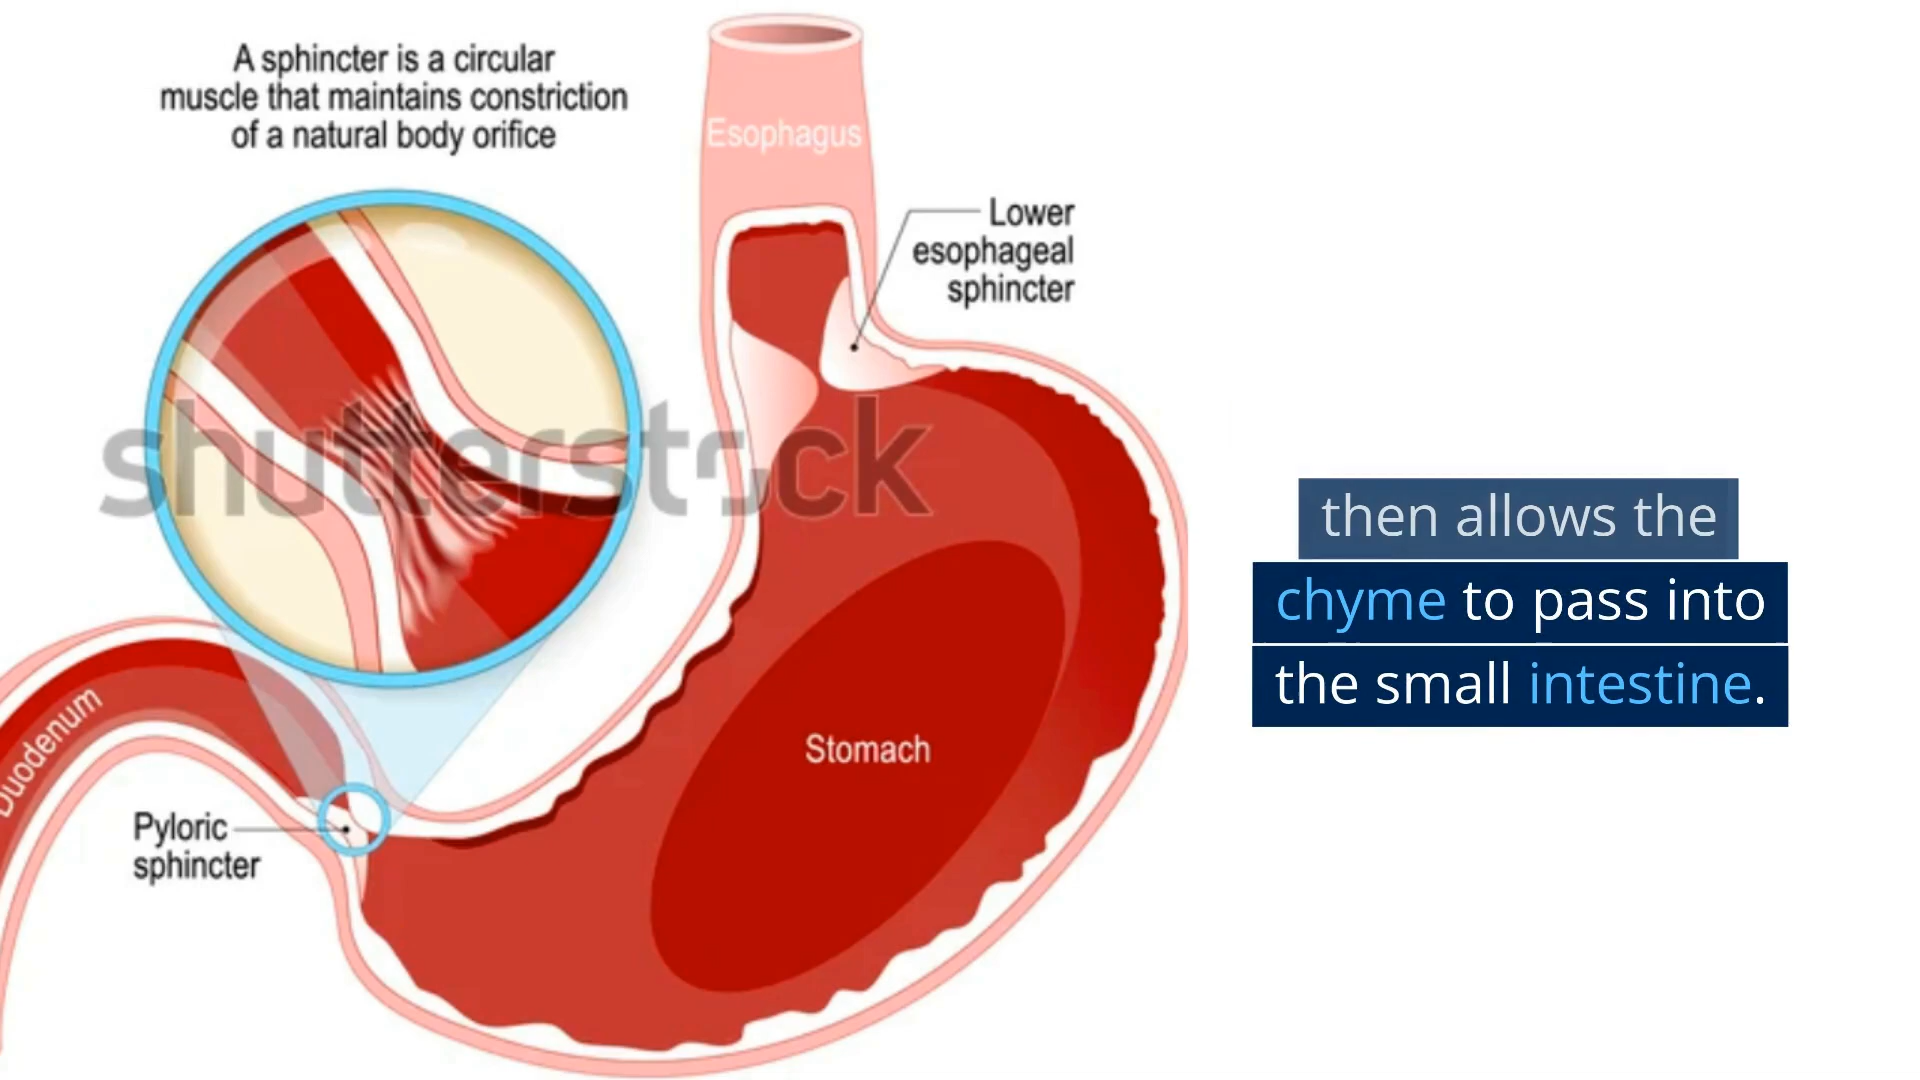 A sphincter is a circular
muscle that maintains constriction
of a natural body orifice
Esophagus
Lower
esophageal
sphincter
shutterstock
then allows the
chyme to pass into
the small intestine.
Duodenum
Stomach
Pyloric
sphincter